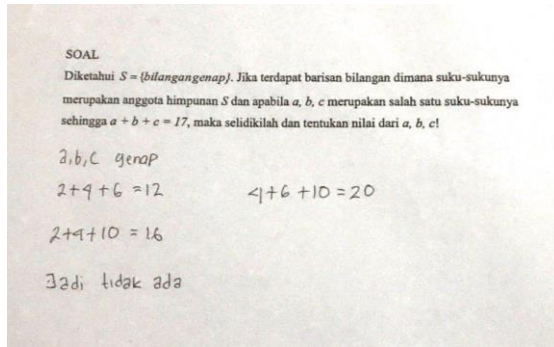 SOAL
Diketahui S = {bilangangenap}. Jika terdapat barisan bilangan dimana suku-sukunya
merupakan anggota himpunan S dan apabila a, b, c merupakan salah satu suku-sukunya
sehingga a + b + c = 17, maka selidikilah dan tentukan nilai dari a, b, c!
a,b,c genap
2+4+6 =12 4+6+10 =20
2+4+10 = 16
Jadi tidak ada